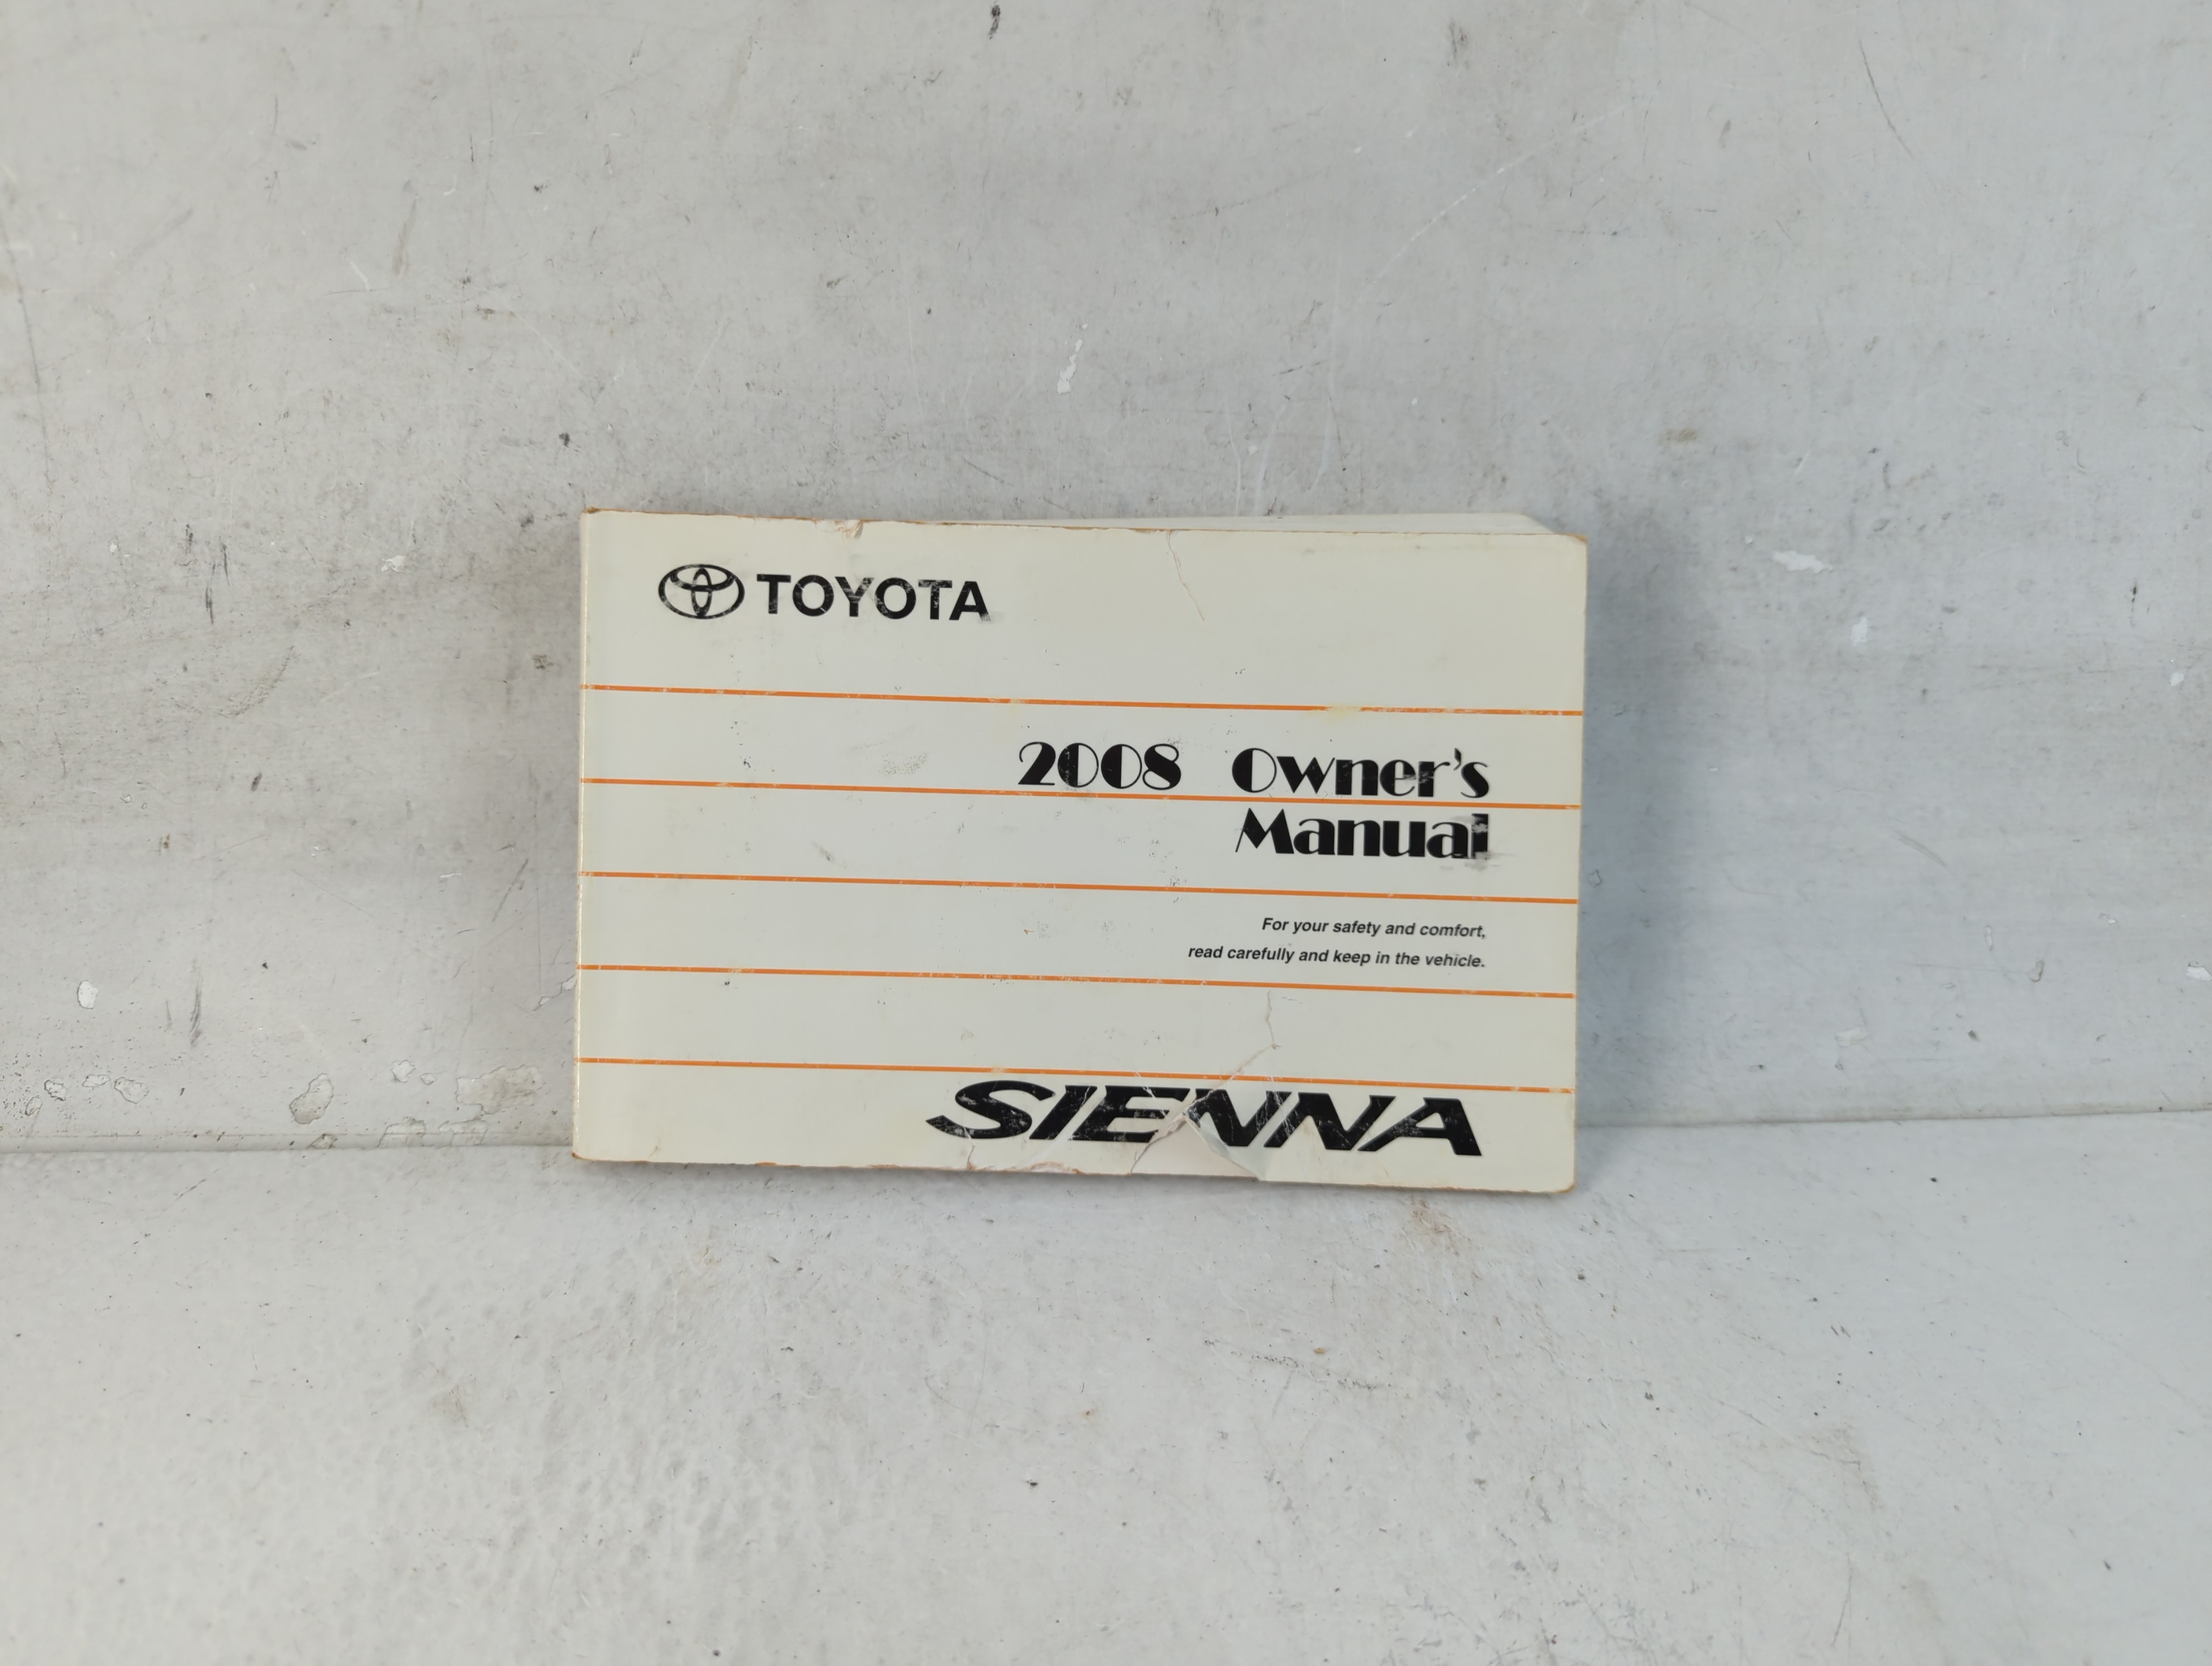 TOYOTA
2008 Owner's
Manual
For your safety and comfort,
read carefully and keep in the vehicle.
SIENNA